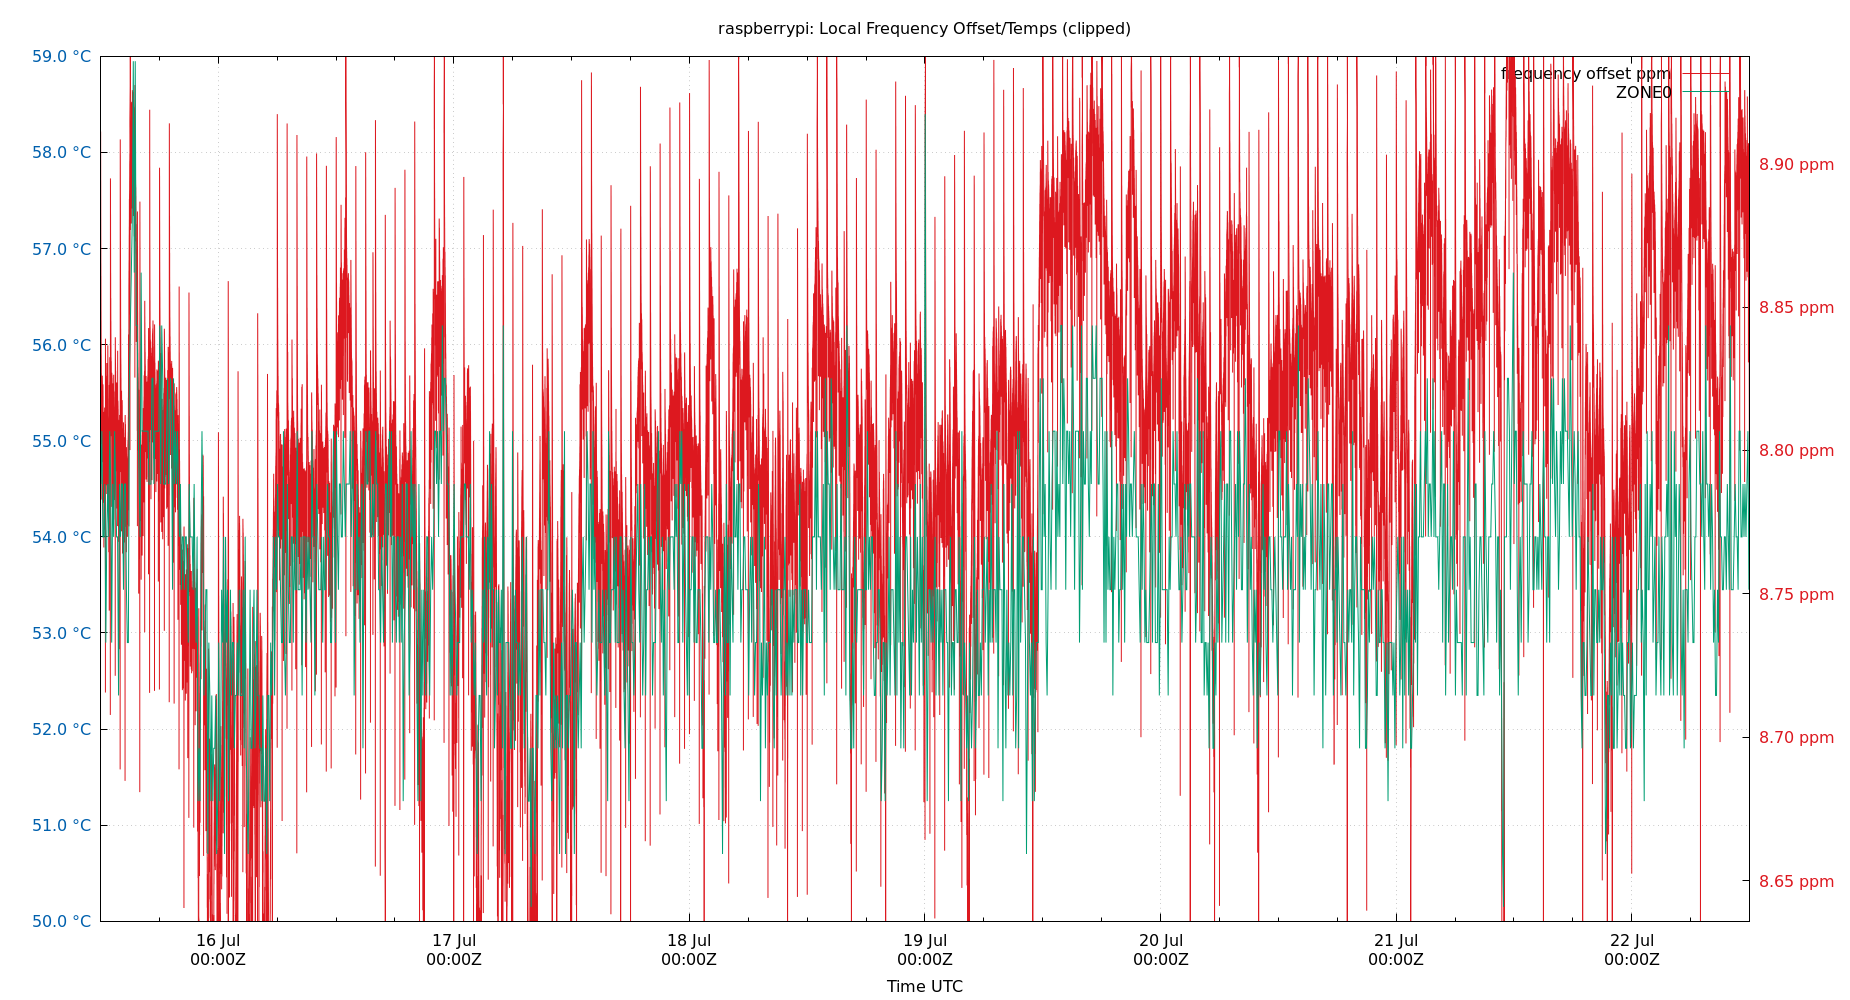 raspberrypi: Local Frequency Offset/Temps (clipped)
59.0 °C
58.0 °C
57.0 °C
56.0 °C
55.0 °C
54.0 °C
53.0 °C
52.0 °C
51.0 °C
50.0 °C
frequency offset ppm
ZONE0
8.90 ppm
8.85 ppm
8.80 ppm
8.75 ppm
8.70 ppm
8.65 ppm
16 Jul
00:00Z
17 Jul
00:00Z
18 Jul
00:00Z
19 Jul
00:00Z
20 Jul
00:00Z
21 Jul
00:00Z
22 Jul
00:00Z
Time UTC